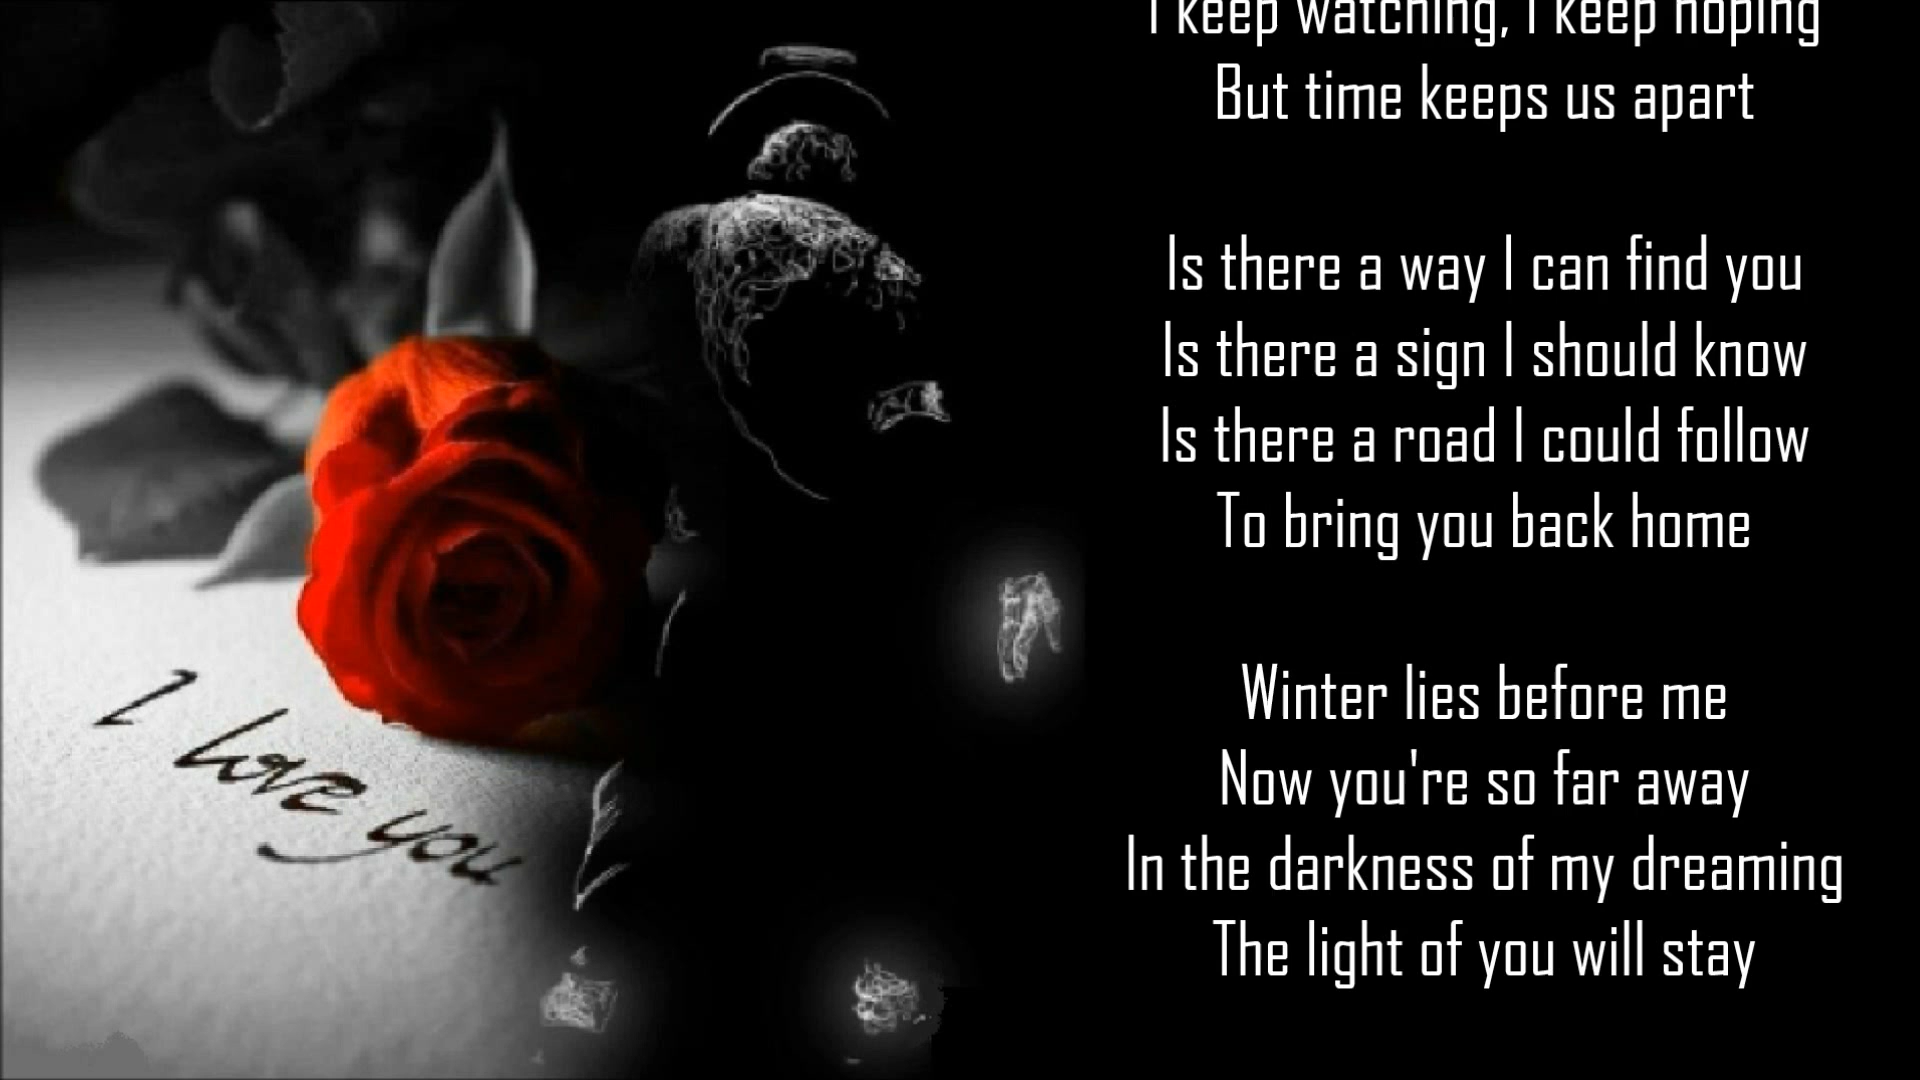 I keep watching, I keep hoping
But time keeps us apart
Is there a way I can find you
Is there a sign I should know
Is there a road I could follow
To bring you back home
Winter lies before me
Now you're so far away
In the darkness of my dreaming
The light of you will stay
I love you